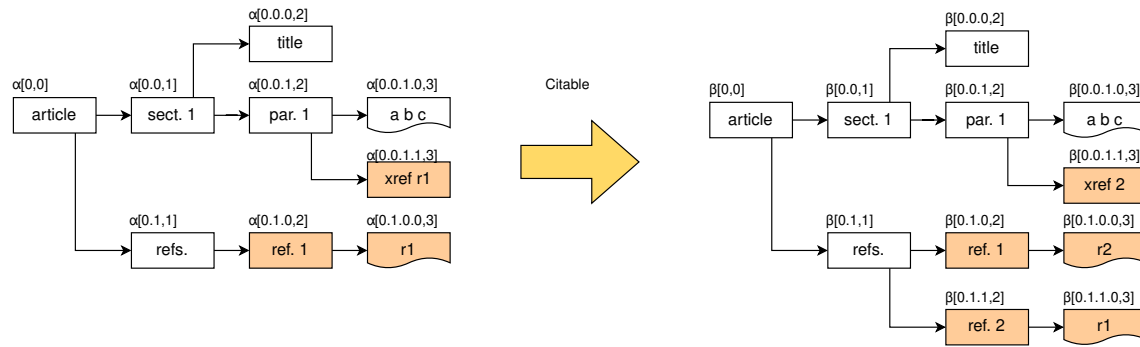 α[0.0.0,2]
title
α[0,0]
α[0.0,1]
α[0.0.1,2]
α[0.0.1.0,3]
article
sect. 1
par. 1
a b c
α[0.0.1.1,3]
xref r1
α[0.1,1]
α[0.1.0,2]
α[0.1.0.0,3]
refs.
ref. 1
r1
Citable
β[0.0.0,2]
title
β[0,0]
β[0.0,1]
β[0.0.1,2]
β[0.0.1.0,3]
article
sect. 1
par. 1
a b c
β[0.0.1.1,3]
xref 2
β[0.1,1]
β[0.1.0,2]
β[0.1.0.0,3]
refs.
ref. 1
r2
β[0.1.1,2]
β[0.1.1.0,3]
ref. 2
r1